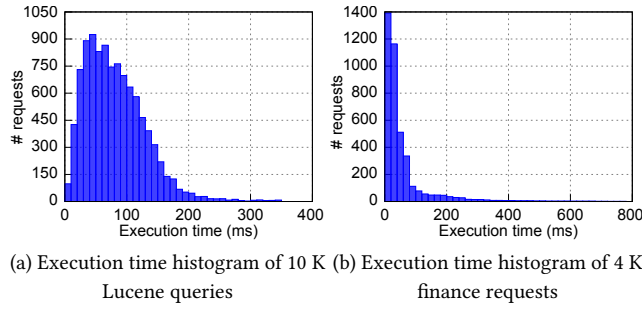 1050
900
750
600
450
300
150
0
# requests
0 100 200 300 400
Execution time (ms)
1400
1200
1000
800
600
400
200
0
# requests
0 200 400 600 800
Execution time (ms)
(a) Execution time histogram of 10 K
Lucene queries
(b) Execution time histogram of 4 K
finance requests